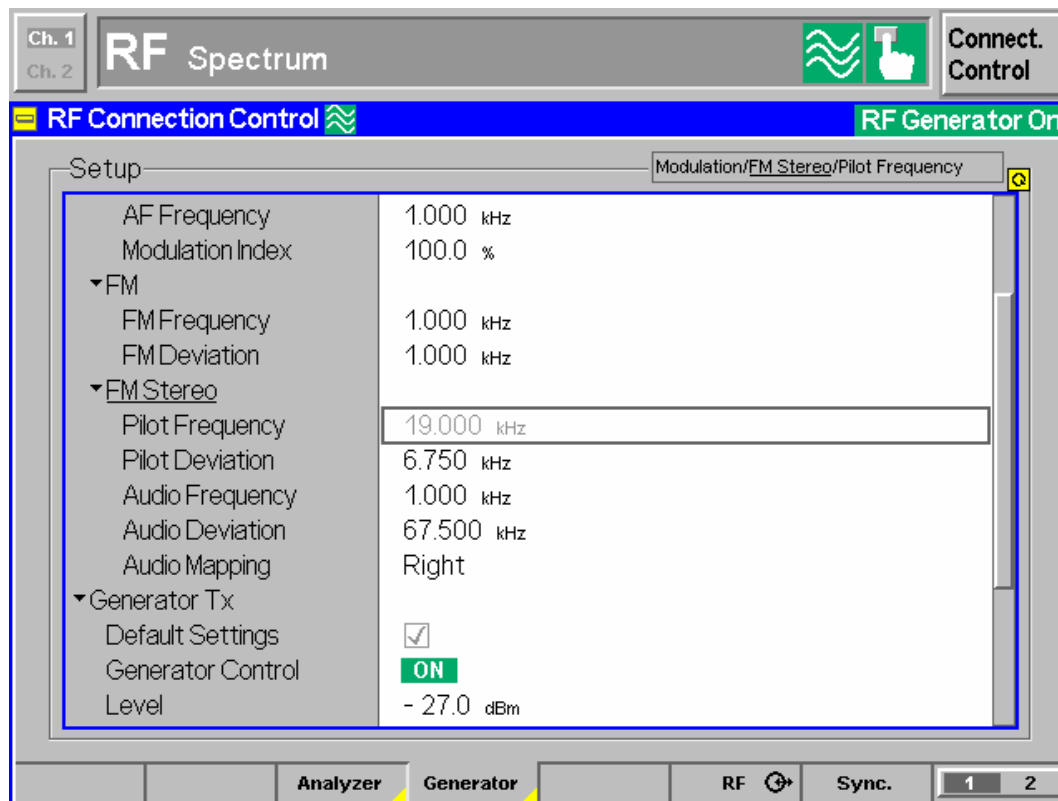 Ch. 1
Ch. 2
RF Spectrum
Connect. Control
RF Connection Control
RF Generator On
Setup
Modulation/FM Stereo/Pilot Frequency
AF Frequency 1.000 kHz
Modulation Index 100.0 %
FM
FM Frequency 1.000 kHz
FM Deviation 1.000 kHz
FM Stereo
Pilot Frequency 19.000 kHz
Pilot Deviation 6.750 kHz
Audio Frequency 1.000 kHz
Audio Deviation 67.500 kHz
Audio Mapping Right
Generator Tx
Default Settings
Generator Control ON
Level - 27.0 dBm
Analyzer Generator RF Sync. 1 2